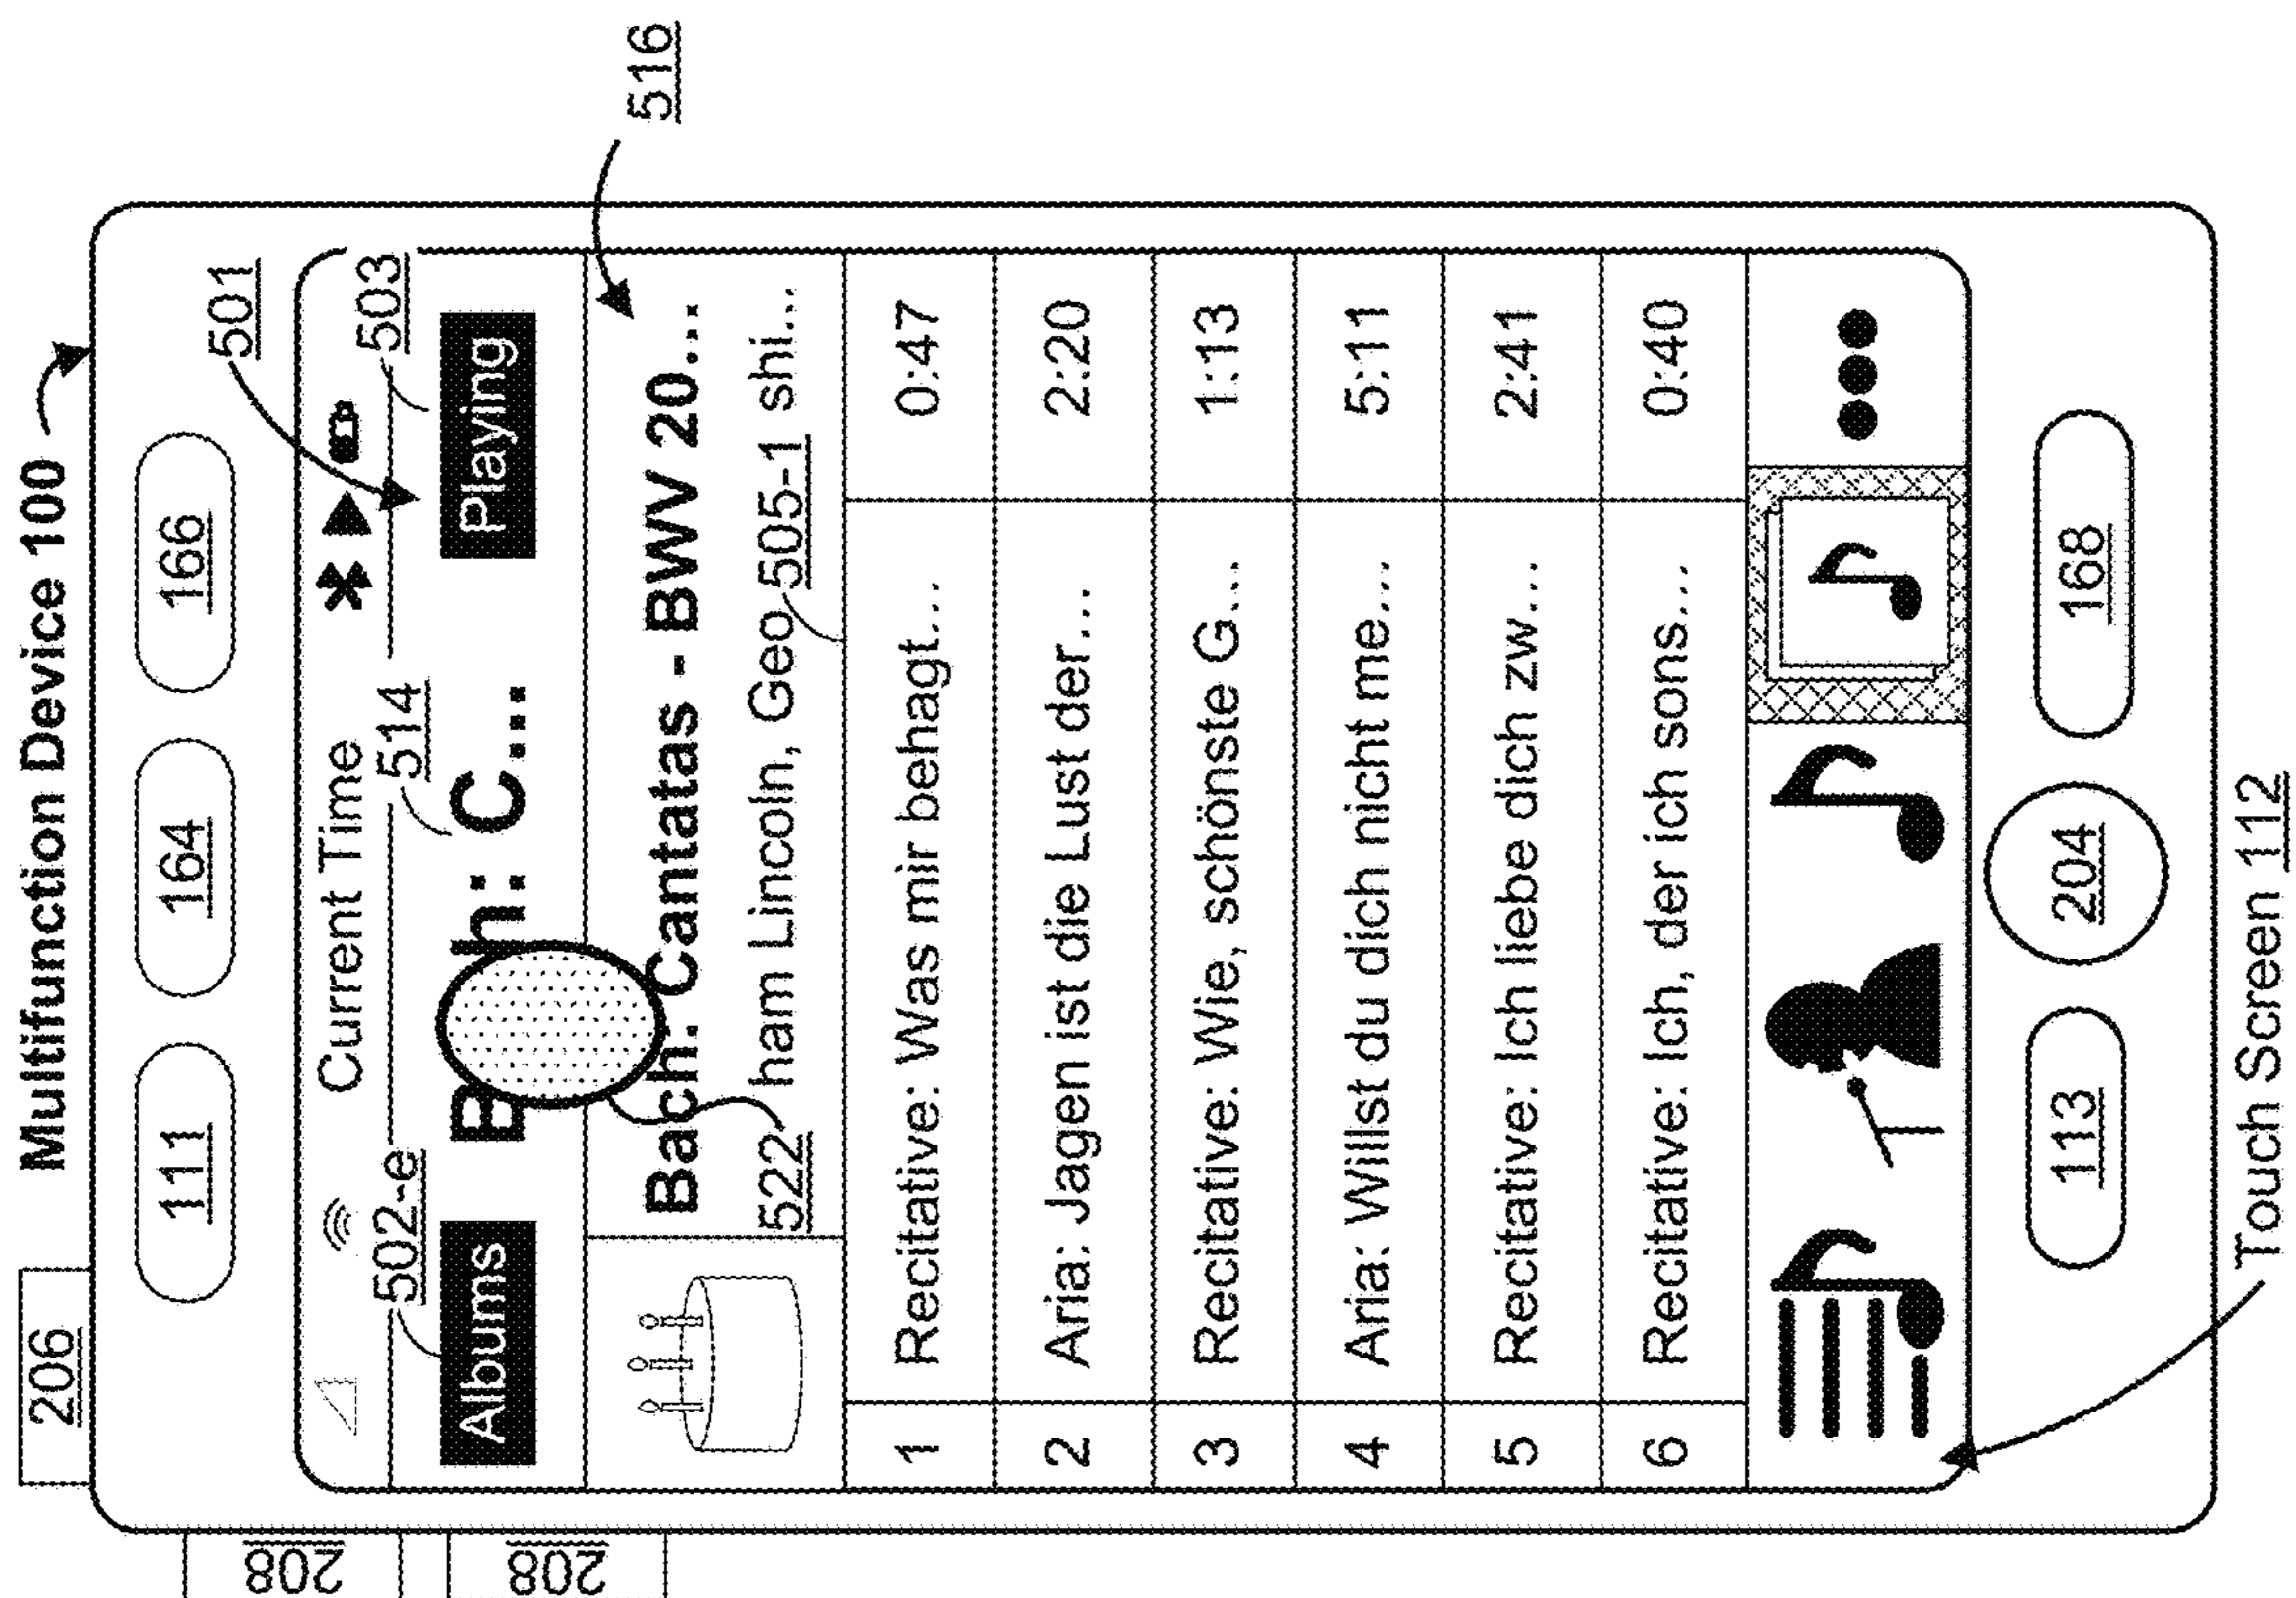 206
Multifunction Device 100
111 164 166
208
208
501
Current Time
502-e
514
503
Albums
B h: C...
Playing
516
Bach: Cantatas - BWV 20...
522
ham Lincoln, Geo
505-1
shi...
1 Recitative: Was mir behagt... 0:47
2 Aria: Jagen ist die Lust der... 2:20
3 Recitative: Wie, schönste G... 1:13
4 Aria: Willst du dich nicht me... 5:11
5 Recitative: Ich liebe dich zw... 2:41
6 Recitative: Ich, der ich sons... 0:40
113 204 168
Touch Screen 112